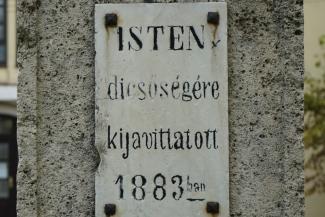 ISTEN
dicsőségére
kijavittatott
1883ban